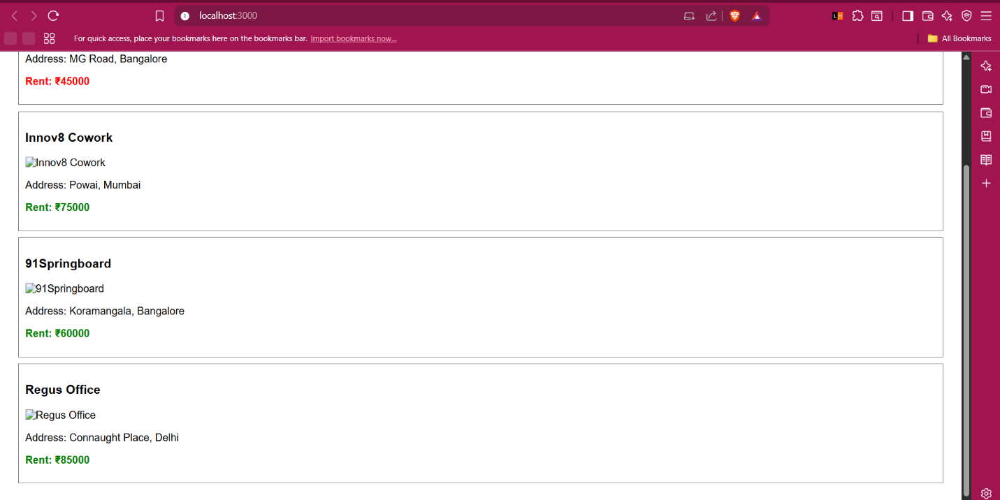 localhost:3000
For quick access, place your bookmarks here on the bookmarks bar. Import bookmarks now...
All Bookmarks
Address: MG Road, Bangalore
Rent: ₹45000
Innov8 Cowork
Innov8 Cowork
Address: Powai, Mumbai
Rent: ₹75000
91Springboard
91Springboard
Address: Koramangala, Bangalore
Rent: ₹60000
Regus Office
Regus Office
Address: Connaught Place, Delhi
Rent: ₹85000